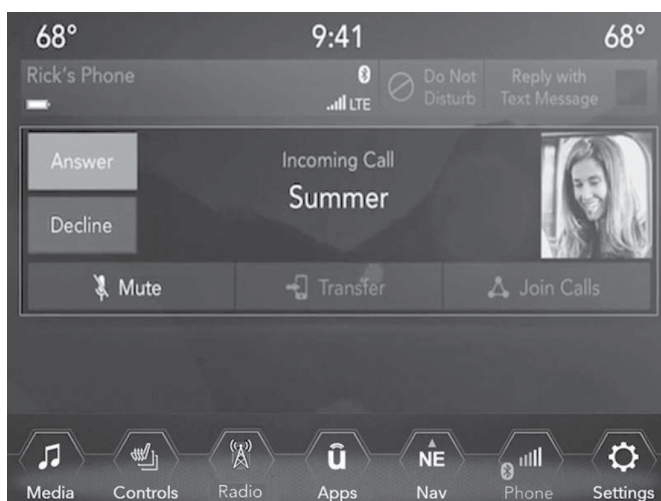 68° 9:41 68°
Rick's Phone
LTE
Do Not
Disturb
Reply with
Text Message
Answer
Incoming Call
Summer
Decline
Mute Transfer Join Calls
û NE
Media Controls Radio Apps Nav Phone Settings